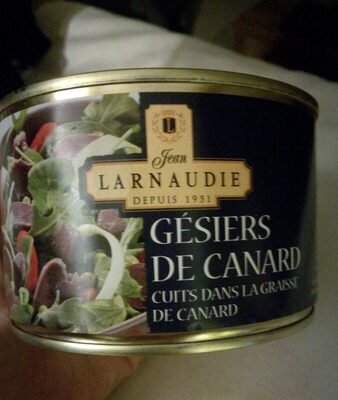 L
Jean
LARNAUDIE
DEPUIS 1951
GÉSIERS
DE CANARD
CUITS DANS LA GRAISSE
DE CANARD